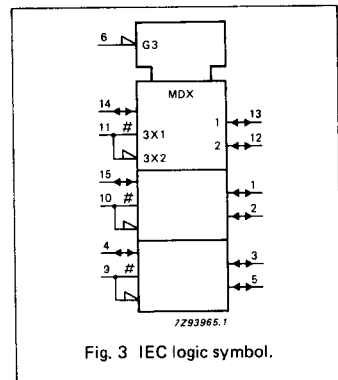 6 G3
MDX
14 1 13
11 # 3X1 2 12
3X2
15 1
10 # 2
4 3
9 # 5
7Z93965.1
Fig. 3 IEC logic symbol.